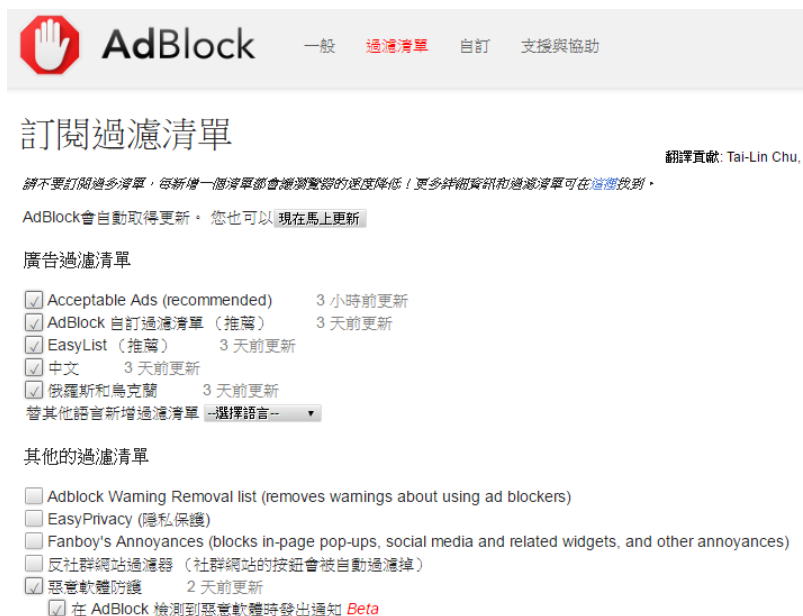 AdBlock 一般 過濾清單 自訂 支援與協助
訂閱過濾清單
翻譯貢獻: Tai-Lin Chu,
請不要訂閱過多清單，每新增一個清單都會讓瀏覽器的速度降低！更多詳細資訊和過濾清單可在這裡找到。
AdBlock會自動取得更新。 您也可以 現在馬上更新
廣告過濾清單
Acceptable Ads (recommended) 3 小時前更新
AdBlock 自訂過濾清單 （推薦） 3 天前更新
EasyList （推薦） 3 天前更新
中文 3 天前更新
俄羅斯和烏克蘭 3 天前更新
替其他語言新增過濾清單 --選擇語言--
其他的過濾清單
Adblock Warning Removal list (removes warnings about using ad blockers)
EasyPrivacy (隱私保護)
Fanboy's Annoyances (blocks in-page pop-ups, social media and related widgets, and other annoyances)
反社群網站過濾器 （社群網站的按鈕會被自動過濾掉）
惡意軟體防護 2 天前更新
在 AdBlock 檢測到惡意軟體時發出通知 Beta